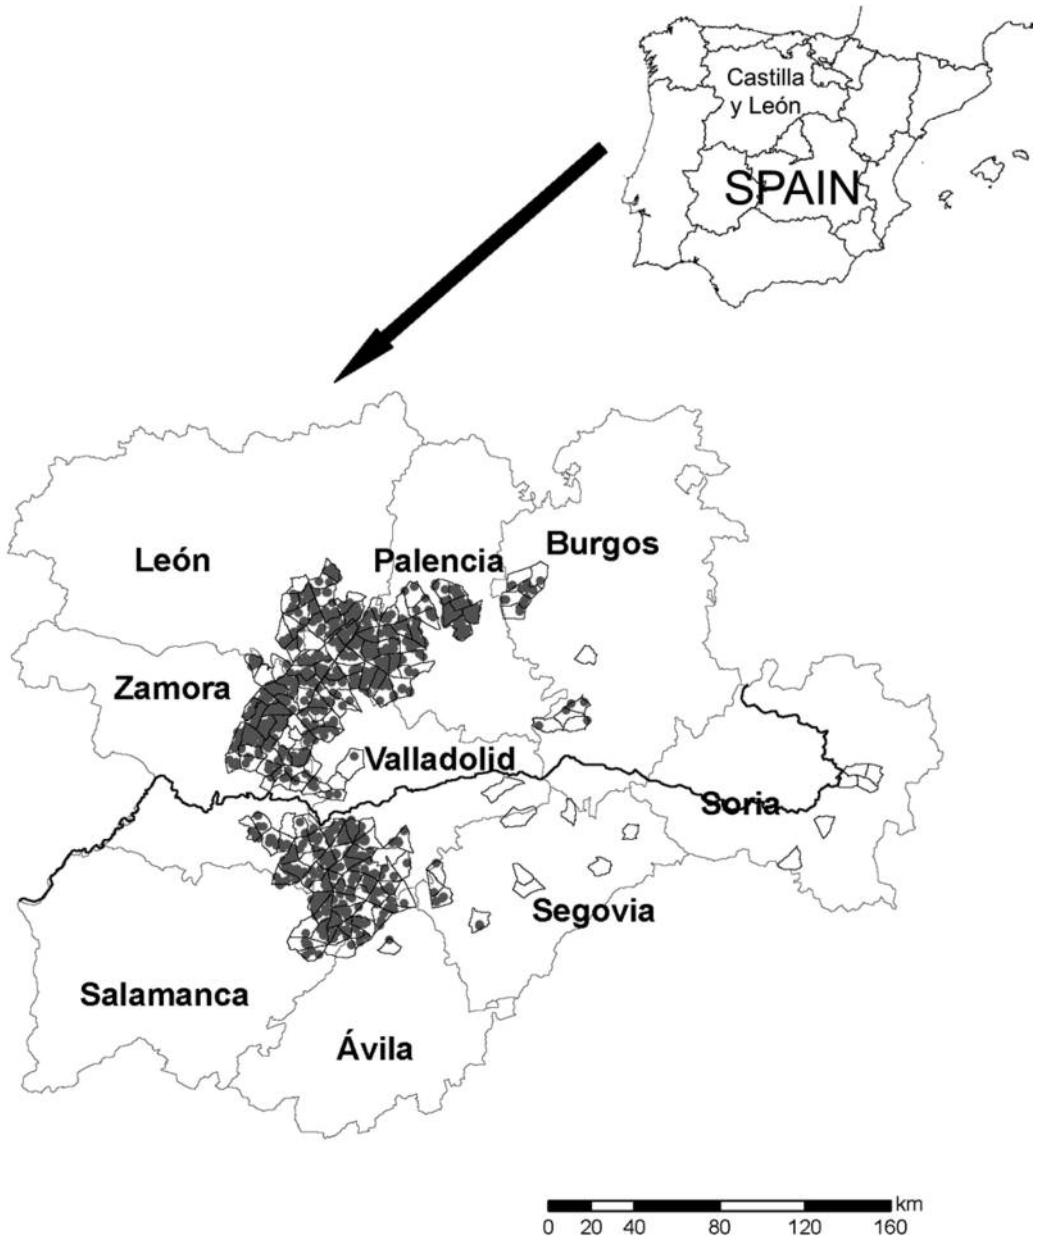 Castilla
y León
SPAIN
Burgos
León
Palencia
Zamora
Valladolid
Soria
Segovia
Salamanca
Ávila
km
0 20 40 80 120 160